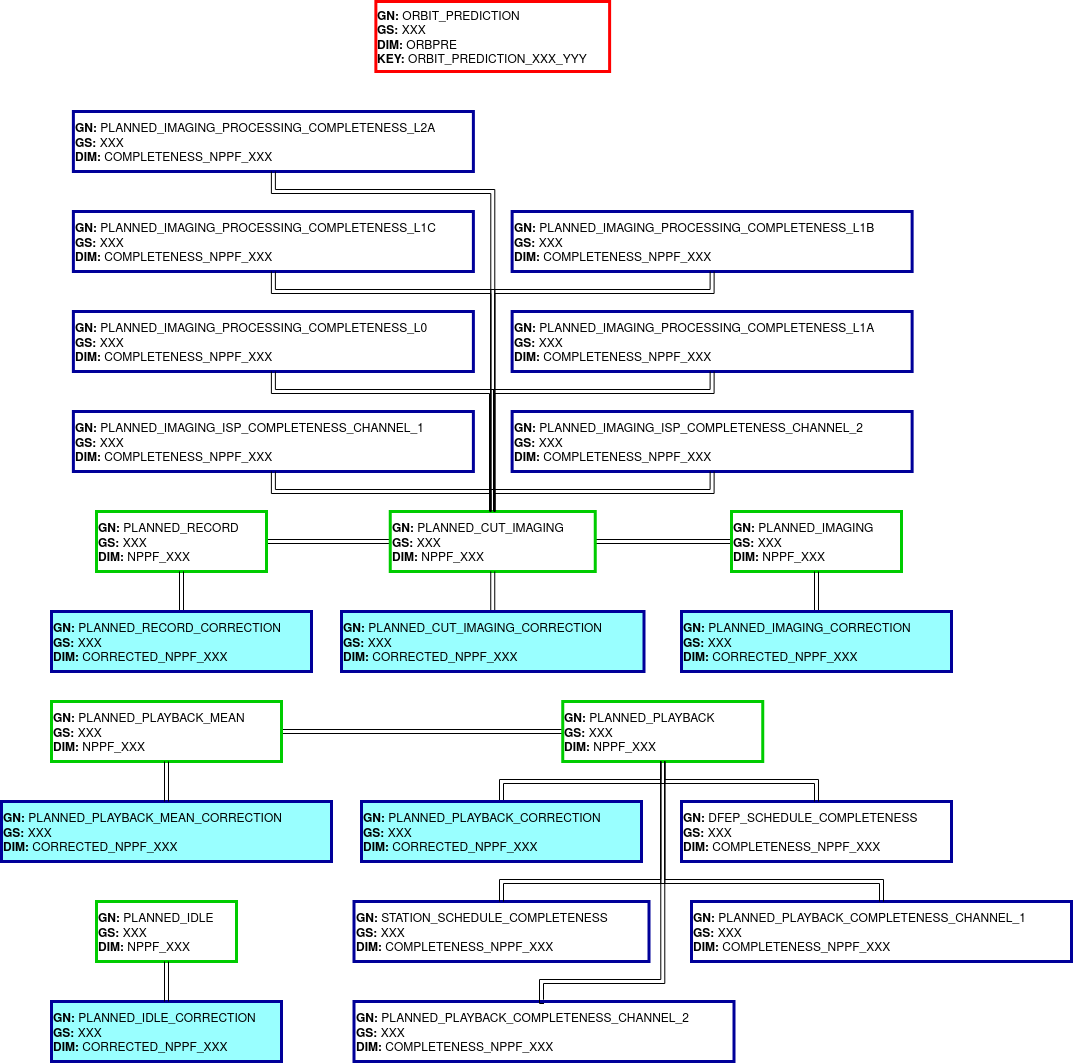 GN: ORBIT_PREDICTION
GS: XXX
DIM: ORBPRE
KEY: ORBIT_PREDICTION_XXX_YYY
GN: PLANNED_IMAGING_PROCESSING_COMPLETENESS_L2A
GS: XXX
DIM: COMPLETENESS_NPPF_XXX
GN: PLANNED_IMAGING_PROCESSING_COMPLETENESS_L1C
GS: XXX
DIM: COMPLETENESS_NPPF_XXX
GN: PLANNED_IMAGING_PROCESSING_COMPLETENESS_L1B
GS: XXX
DIM: COMPLETENESS_NPPF_XXX
GN: PLANNED_IMAGING_PROCESSING_COMPLETENESS_L0
GS: XXX
DIM: COMPLETENESS_NPPF_XXX
GN: PLANNED_IMAGING_PROCESSING_COMPLETENESS_L1A
GS: XXX
DIM: COMPLETENESS_NPPF_XXX
GN: PLANNED_IMAGING_ISP_COMPLETENESS_CHANNEL_1
GS: XXX
DIM: COMPLETENESS_NPPF_XXX
GN: PLANNED_IMAGING_ISP_COMPLETENESS_CHANNEL_2
GS: XXX
DIM: COMPLETENESS_NPPF_XXX
GN: PLANNED_RECORD
GS: XXX
DIM: NPPF_XXX
GN: PLANNED_CUT_IMAGING
GS: XXX
DIM: NPPF_XXX
GN: PLANNED_IMAGING
GS: XXX
DIM: NPPF_XXX
GN: PLANNED_RECORD_CORRECTION
GS: XXX
DIM: CORRECTED_NPPF_XXX
GN: PLANNED_CUT_IMAGING_CORRECTION
GS: XXX
DIM: CORRECTED_NPPF_XXX
GN: PLANNED_IMAGING_CORRECTION
GS: XXX
DIM: CORRECTED_NPPF_XXX
GN: PLANNED_PLAYBACK_MEAN
GS: XXX
DIM: NPPF_XXX
GN: PLANNED_PLAYBACK
GS: XXX
DIM: NPPF_XXX
GN: PLANNED_PLAYBACK_MEAN_CORRECTION
GS: XXX
DIM: CORRECTED_NPPF_XXX
GN: PLANNED_PLAYBACK_CORRECTION
GS: XXX
DIM: CORRECTED_NPPF_XXX
GN: DFEP_SCHEDULE_COMPLETENESS
GS: XXX
DIM: COMPLETENESS_NPPF_XXX
GN: PLANNED_IDLE
GS: XXX
DIM: NPPF_XXX
GN: STATION_SCHEDULE_COMPLETENESS
GS: XXX
DIM: COMPLETENESS_NPPF_XXX
GN: PLANNED_PLAYBACK_COMPLETENESS_CHANNEL_1
GS: XXX
DIM: COMPLETENESS_NPPF_XXX
GN: PLANNED_IDLE_CORRECTION
GS: XXX
DIM: CORRECTED_NPPF_XXX
GN: PLANNED_PLAYBACK_COMPLETENESS_CHANNEL_2
GS: XXX
DIM: COMPLETENESS_NPPF_XXX